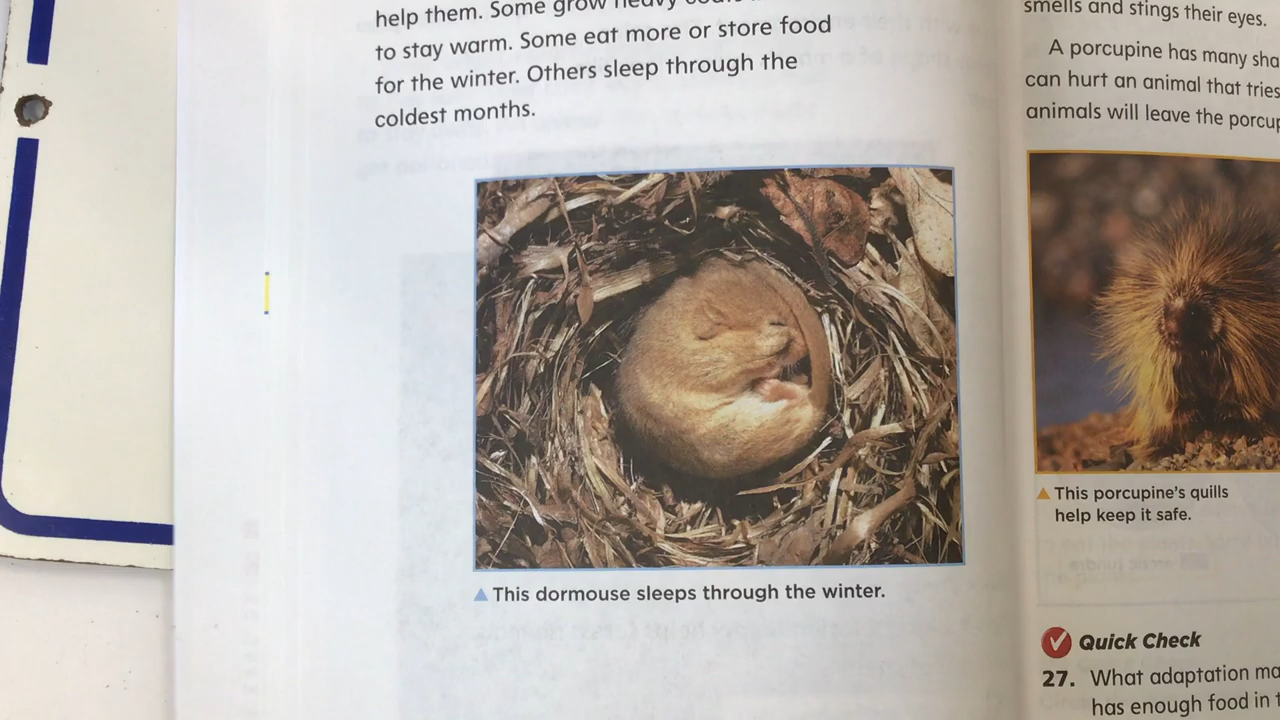 help them. Some grow heavy
to stay warm. Some eat more or store food
for the winter. Others sleep through the
coldest months.
▲ This dormouse sleeps through the winter.
smells and stings their eyes.
A porcupine has many
can hurt an animal that tries
animals will leave the
▲ This porcupine's quills
help keep it safe.
Quick Check
27. What adaptation
has enough food in